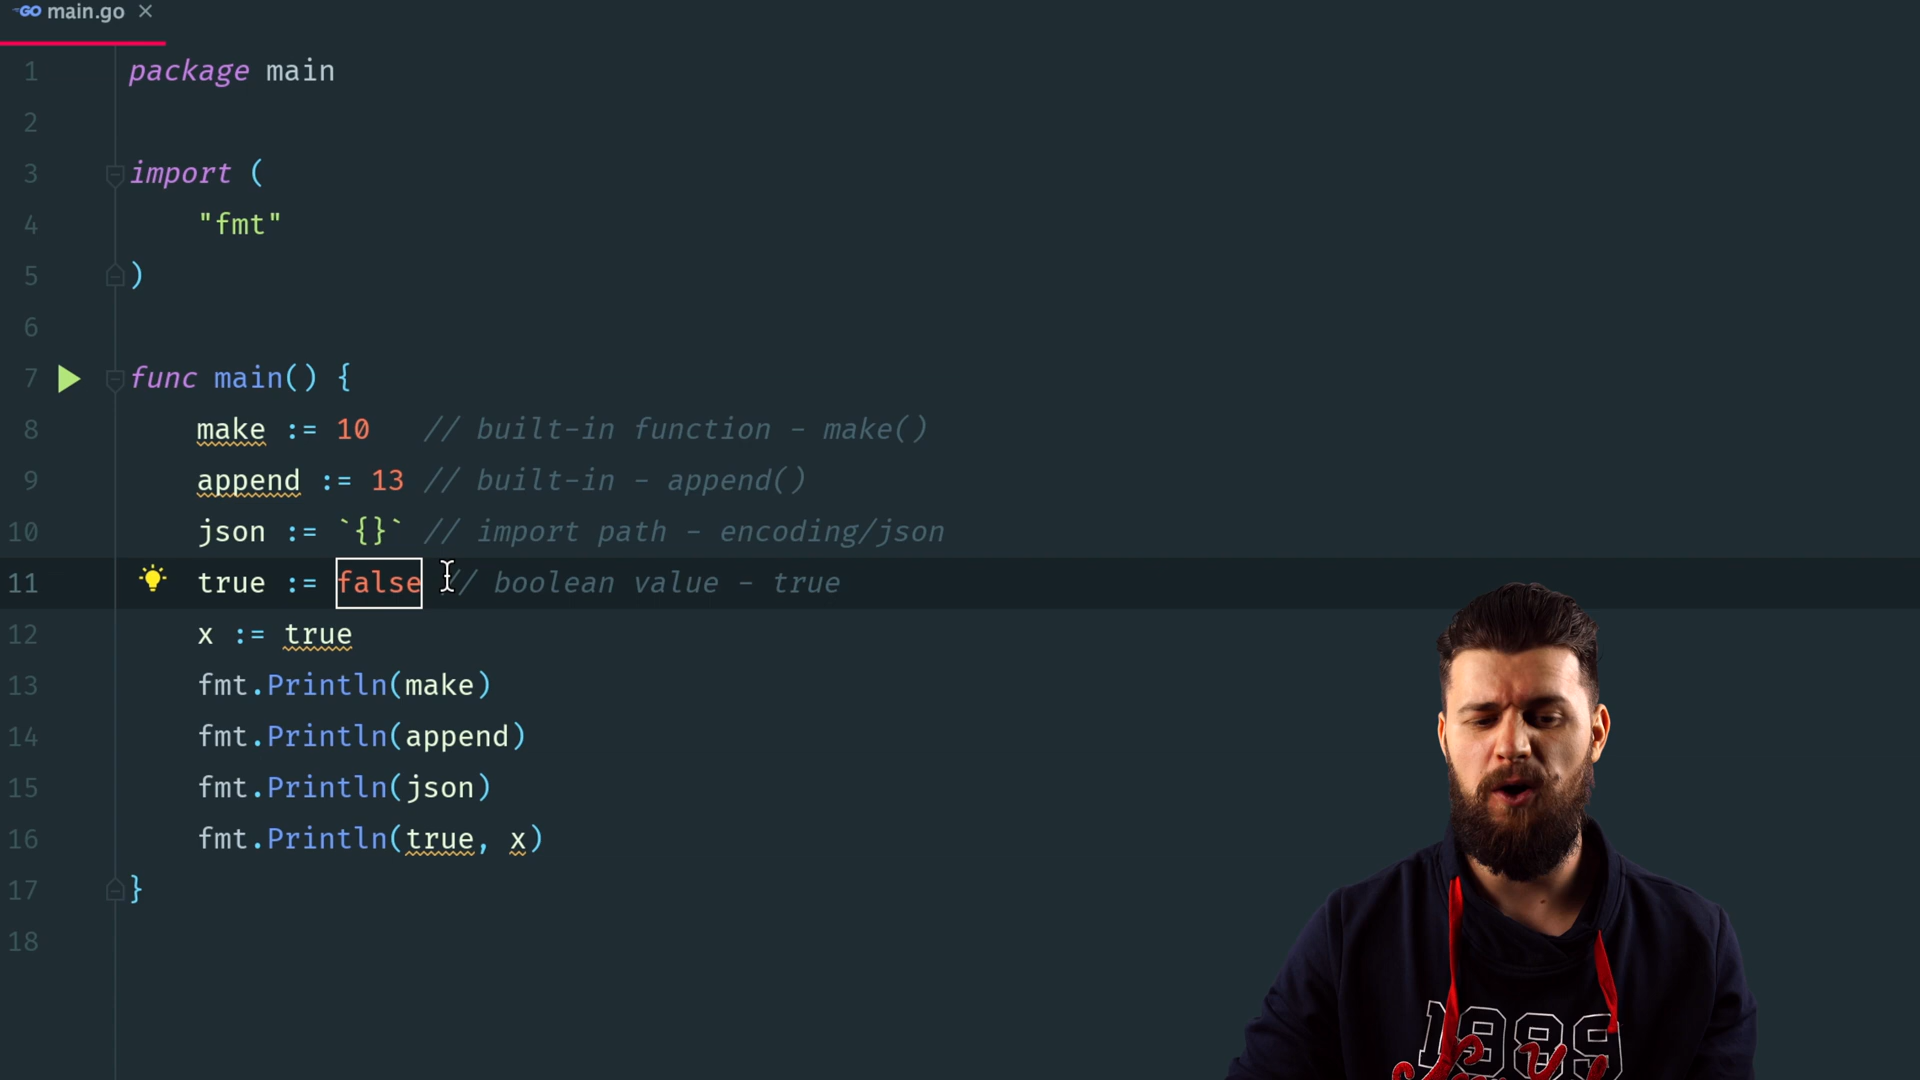 GO main.go ×
1 package main
2
3 import (
4 "fmt"
5 )
6
7 func main() {
8 make := 10 // built-in function - make()
9 append := 13 // built-in - append()
10 json := `{}` // import path - encoding/json
11 true := false // boolean value - true
12 x := true
13 fmt.Println(make)
14 fmt.Println(append)
15 fmt.Println(json)
16 fmt.Println(true, x)
17 }
18
1989